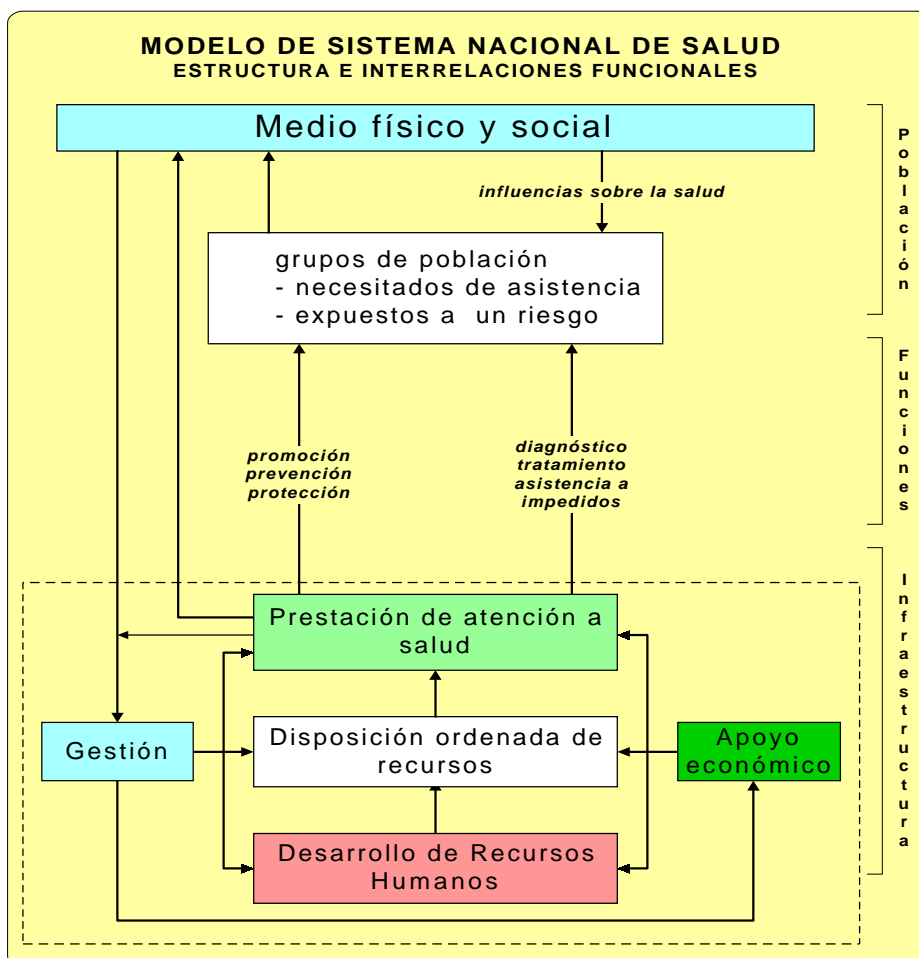 MODELO DE SISTEMA NACIONAL DE SALUD
ESTRUCTURA E INTERRELACIONES FUNCIONALES
Medio físico y social
influencias sobre la salud
grupos de población
- necesitados de asistencia
- expuestos a un riesgo
promoción
prevención
protección
diagnóstico
tratamiento
asistencia a
impedidos
Prestación de atención a
salud
Gestión
Disposición ordenada de
recursos
Apoyo
económico
Desarrollo de Recursos
Humanos
Población
Funciones
Infraestructura